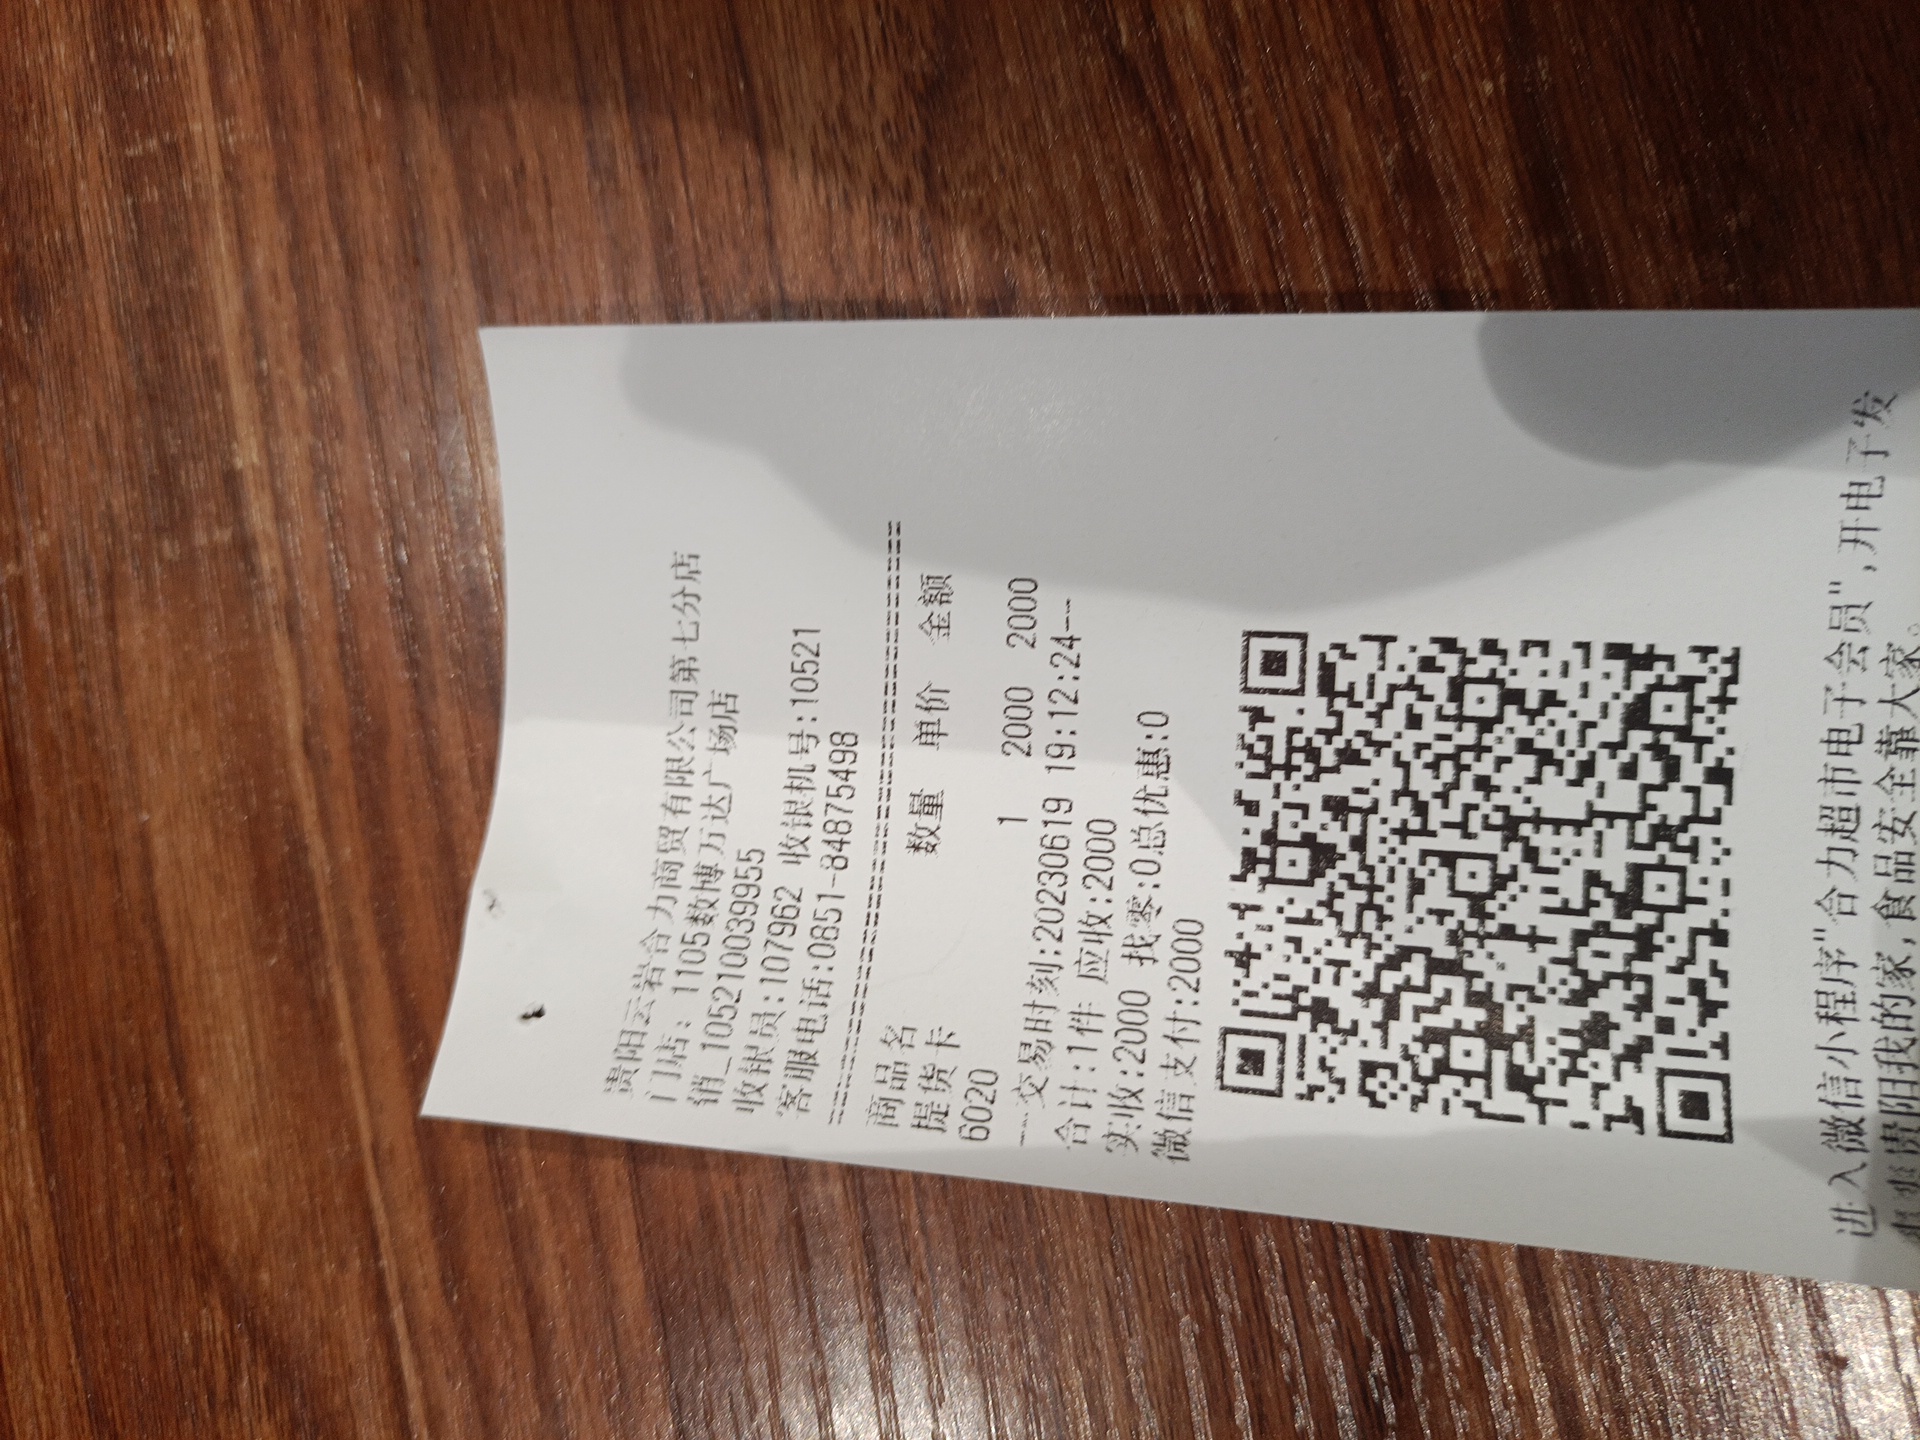 贵阳云岩合力商贸有限公司第七分店
门店: 1105数博万达广场店
销_105210039955
收银员:107962 收银机号:10521
客服电话:0851-84875498
商品名 数量 单价 金额
提货卡
6020 1 2000 2000
--交易时刻:20230619 19:12:24---
合计:1件 应收:2000
实收:2000 找零:0总优惠:0
微信支付:2000
进入微信小程序"合力超市电子会员",开电子发
贵阳我的家,食品安全靠大家。